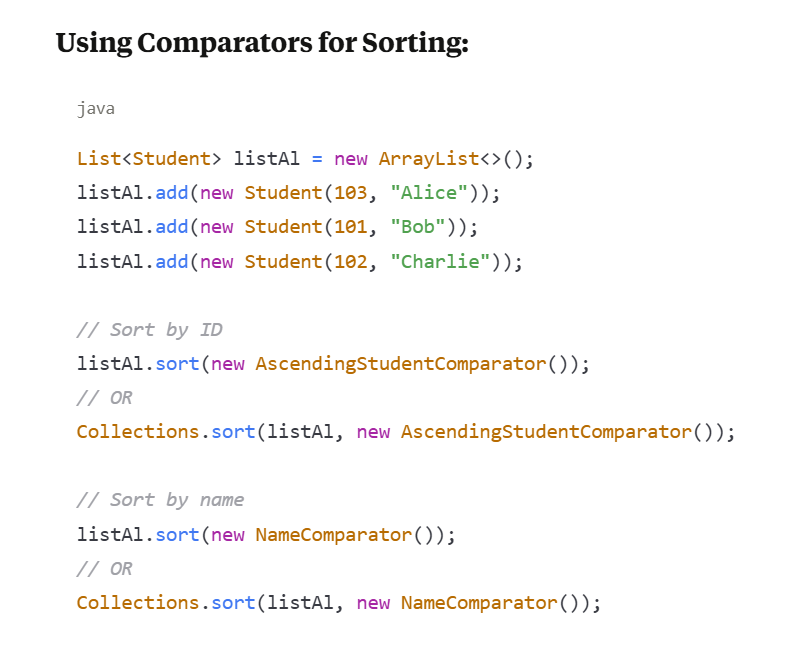 Using Comparators for Sorting:
java
List<Student> listAl = new ArrayList<>();
listAl.add(new Student(103, "Alice"));
listAl.add(new Student(101, "Bob"));
listAl.add(new Student(102, "Charlie"));
// Sort by ID
listAl.sort(new AscendingStudentComparator());
// OR
Collections.sort(listAl, new AscendingStudentComparator());
// Sort by name
listAl.sort(new NameComparator());
// OR
Collections.sort(listAl, new NameComparator());